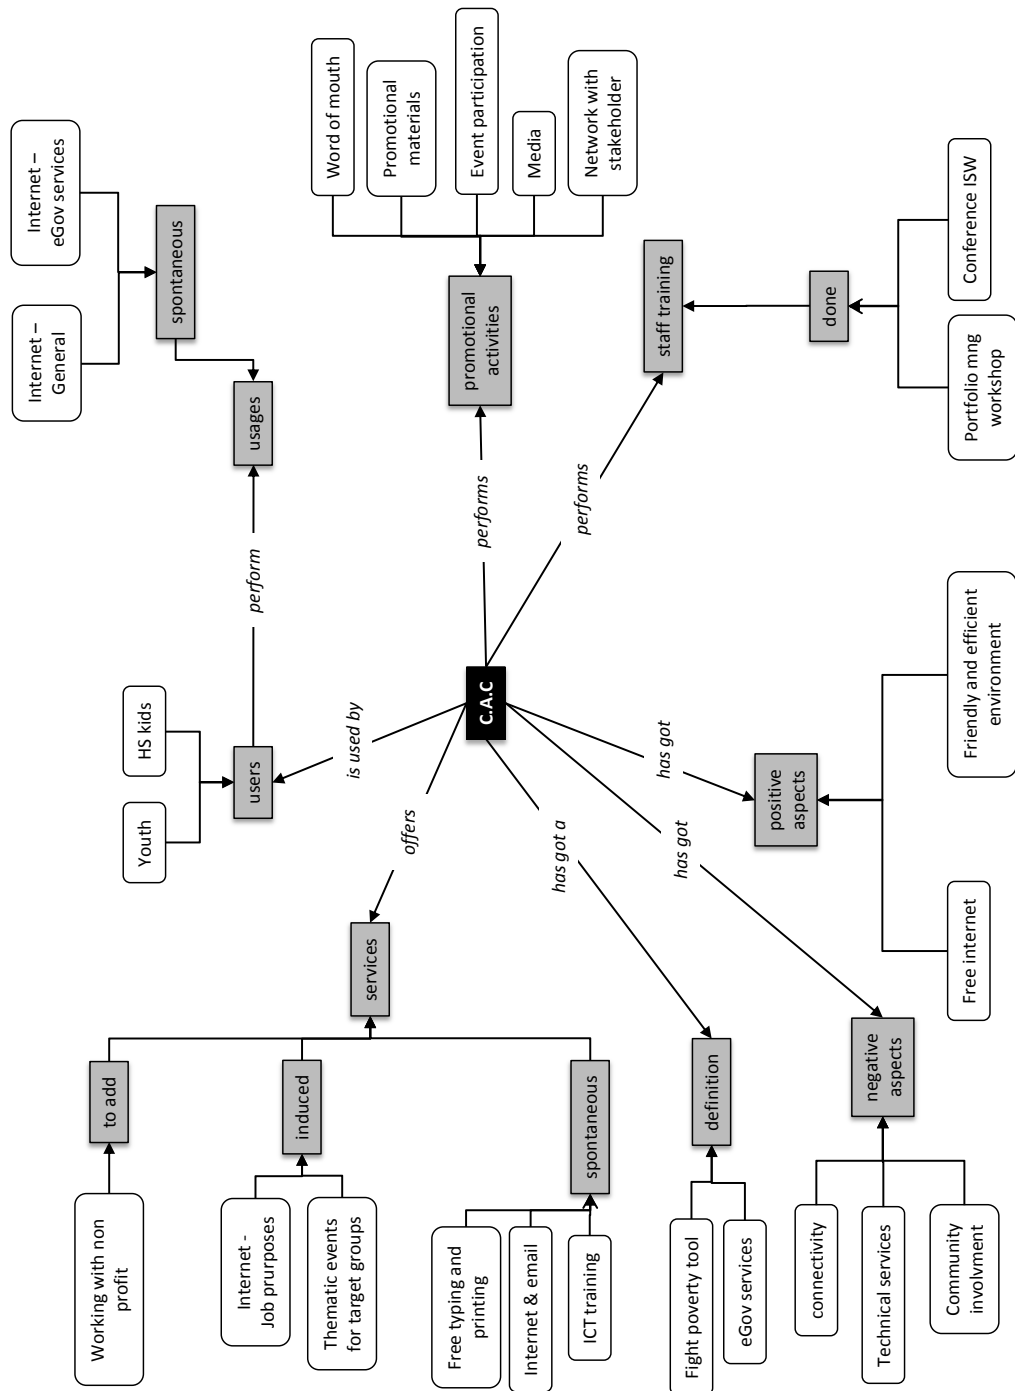 Working with non
profit
to add
Internet -
Job prurposes
Thematic events
for target groups
induced
Free typing and
printing
Internet & email
ICT training
spontaneous
services
offers
Youth
HS kids
users
is used by
perform
usages
Internet –
General
Internet –
eGov services
spontaneous
C.A.C
performs
promotional
activities
Word of mouth
Promotional
materials
Event participation
Media
Network with
stakeholder
performs
staff training
done
Portfolio mng
workshop
Conference ISW
has got a
definition
Fight poverty tool
eGov services
has got
negative
aspects
connectivity
Technical services
Community
involvment
has got
positive
aspects
Free internet
Friendly and efficient
environment